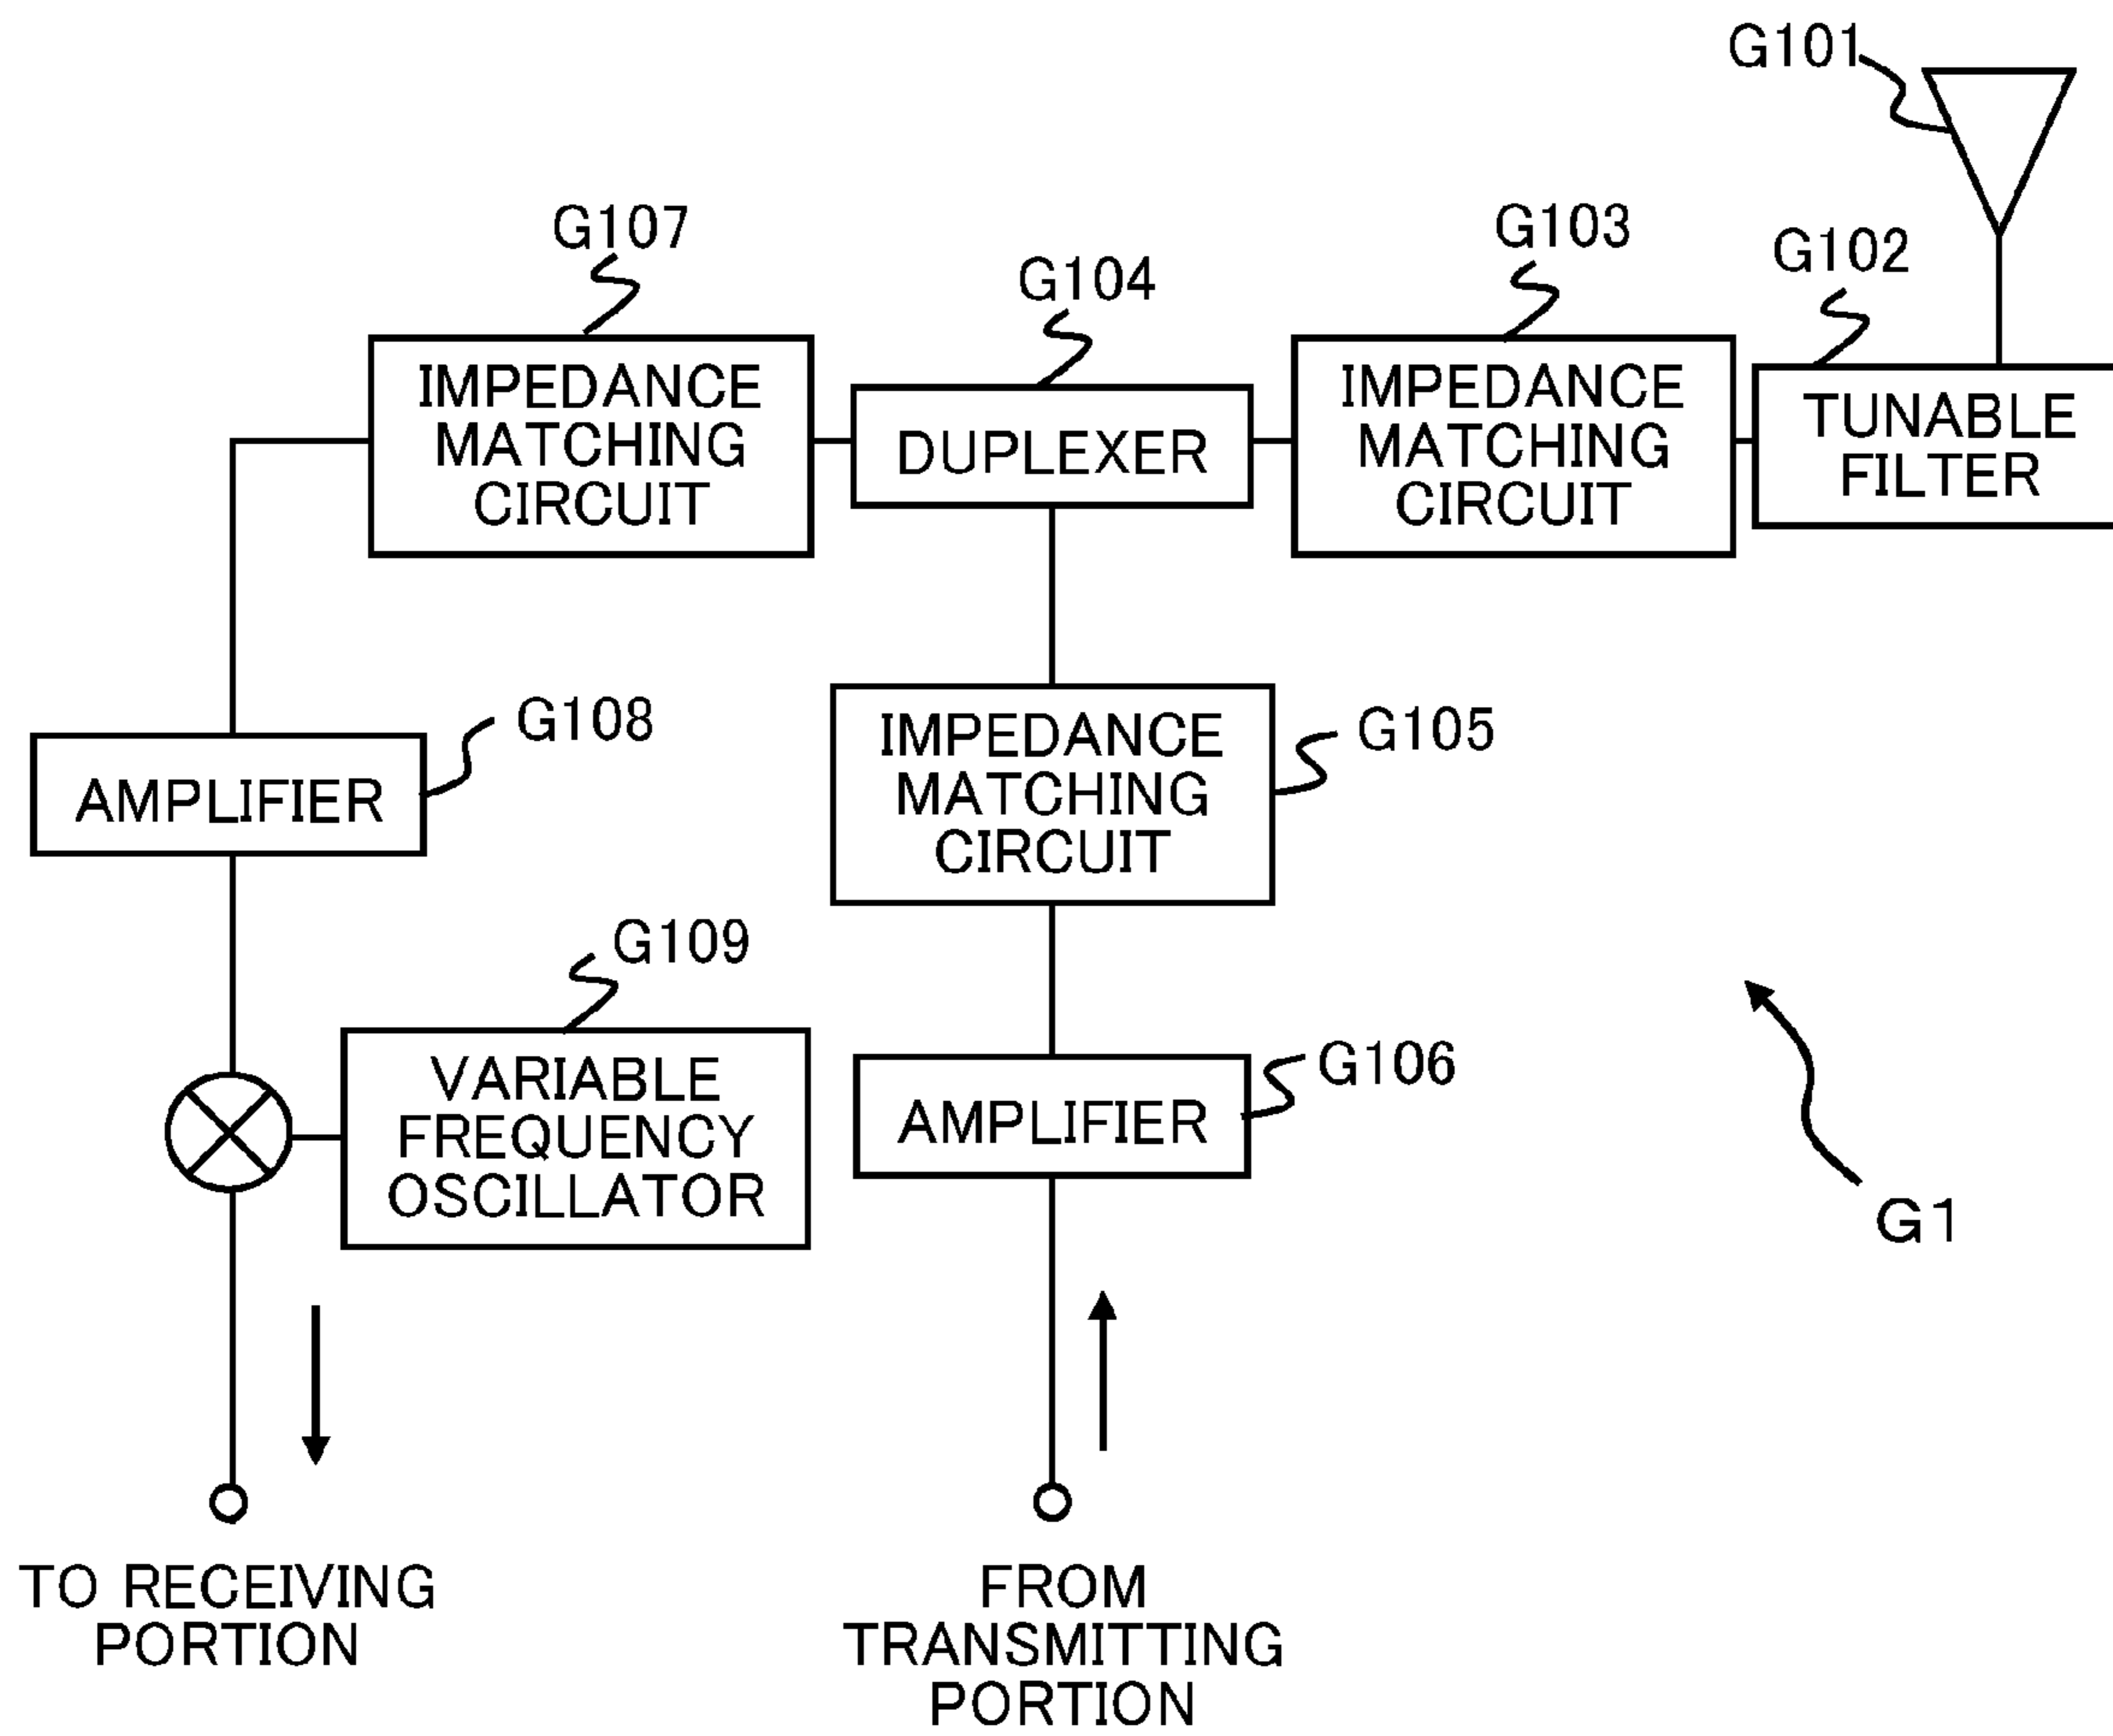 G101
G107
G103
G102
G104
IMPEDANCE
MATCHING
CIRCUIT
DUPLEXER
IMPEDANCE
MATCHING
CIRCUIT
TUNABLE
FILTER
G108
AMPLIFIER
G105
IMPEDANCE
MATCHING
CIRCUIT
G109
VARIABLE
FREQUENCY
OSCILLATOR
G106
AMPLIFIER
G1
TO RECEIVING
PORTION
FROM
TRANSMITTING
PORTION